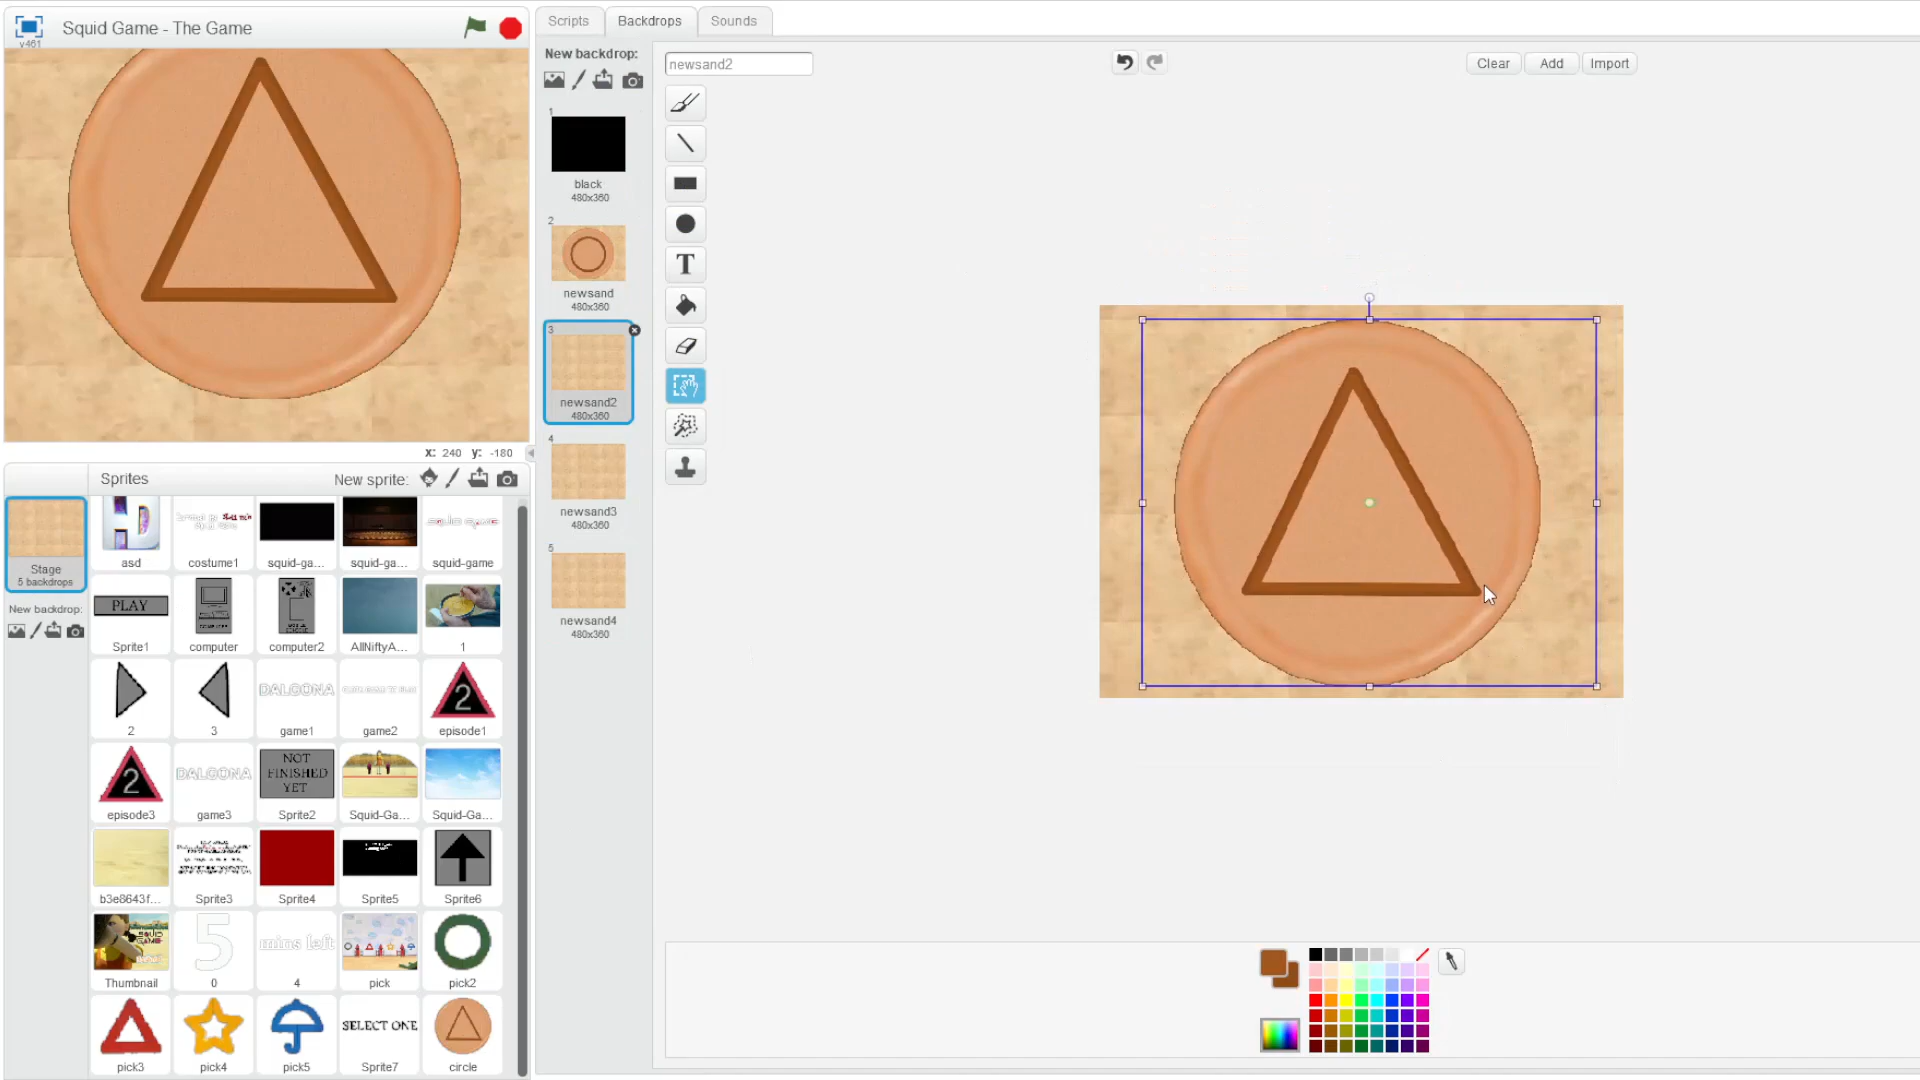 v461
Squid Game - The Game
Scripts
Backdrops
Sounds
New backdrop:
newsand2
Clear
Add
Import
1
black
480x360
2
newsand
480x360
3
newsand2
480x360
4
newsand3
480x360
5
newsand4
480x360
T
x: 240 y: -180
Sprites
New sprite:
Stage
5 backdrops
New backdrop:
asd
costume1
squid-ga...
squid-ga...
squid-game
PLAY
Sprite1
computer
computer2
AllNiftyA...
1
2
3
DALGONA
game1
game2
2
episode1
2
episode3
DALGONA
game3
NOT
FINISHED
YET
Sprite2
Squid-Ga...
Squid-Ga...
b3e8643f...
Sprite3
Sprite4
Sprite5
Sprite6
Thumbnail
5
0
mins left
4
pick
pick2
pick3
pick4
pick5
SELECT ONE
Sprite7
circle